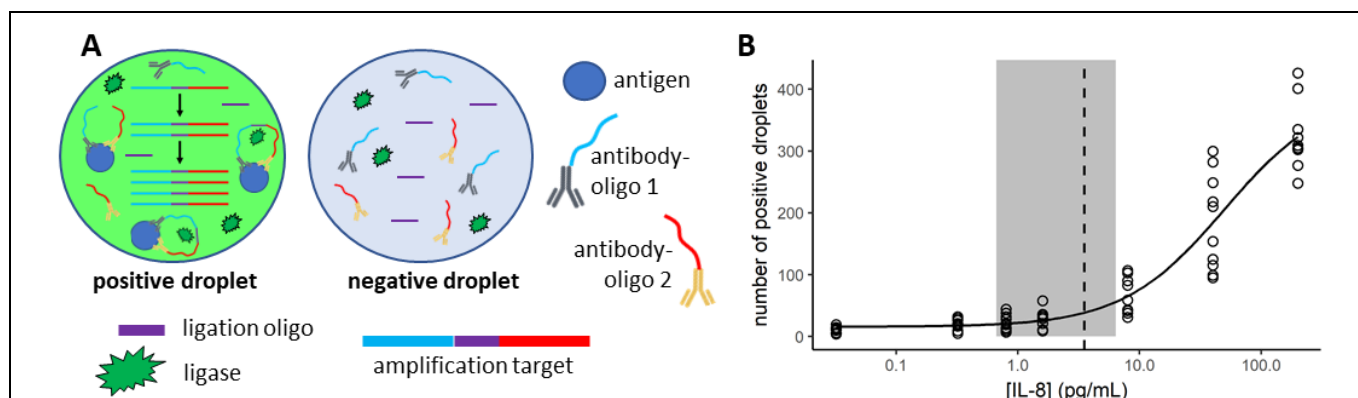 A
antigen
antibody-
oligo 1
antibody-
oligo 2
positive droplet
negative droplet
ligation oligo
ligase
amplification target
B
number of positive droplets
400
300
200
100
0
0.1
1.0
10.0
100.0
[IL-8] (pg/mL)